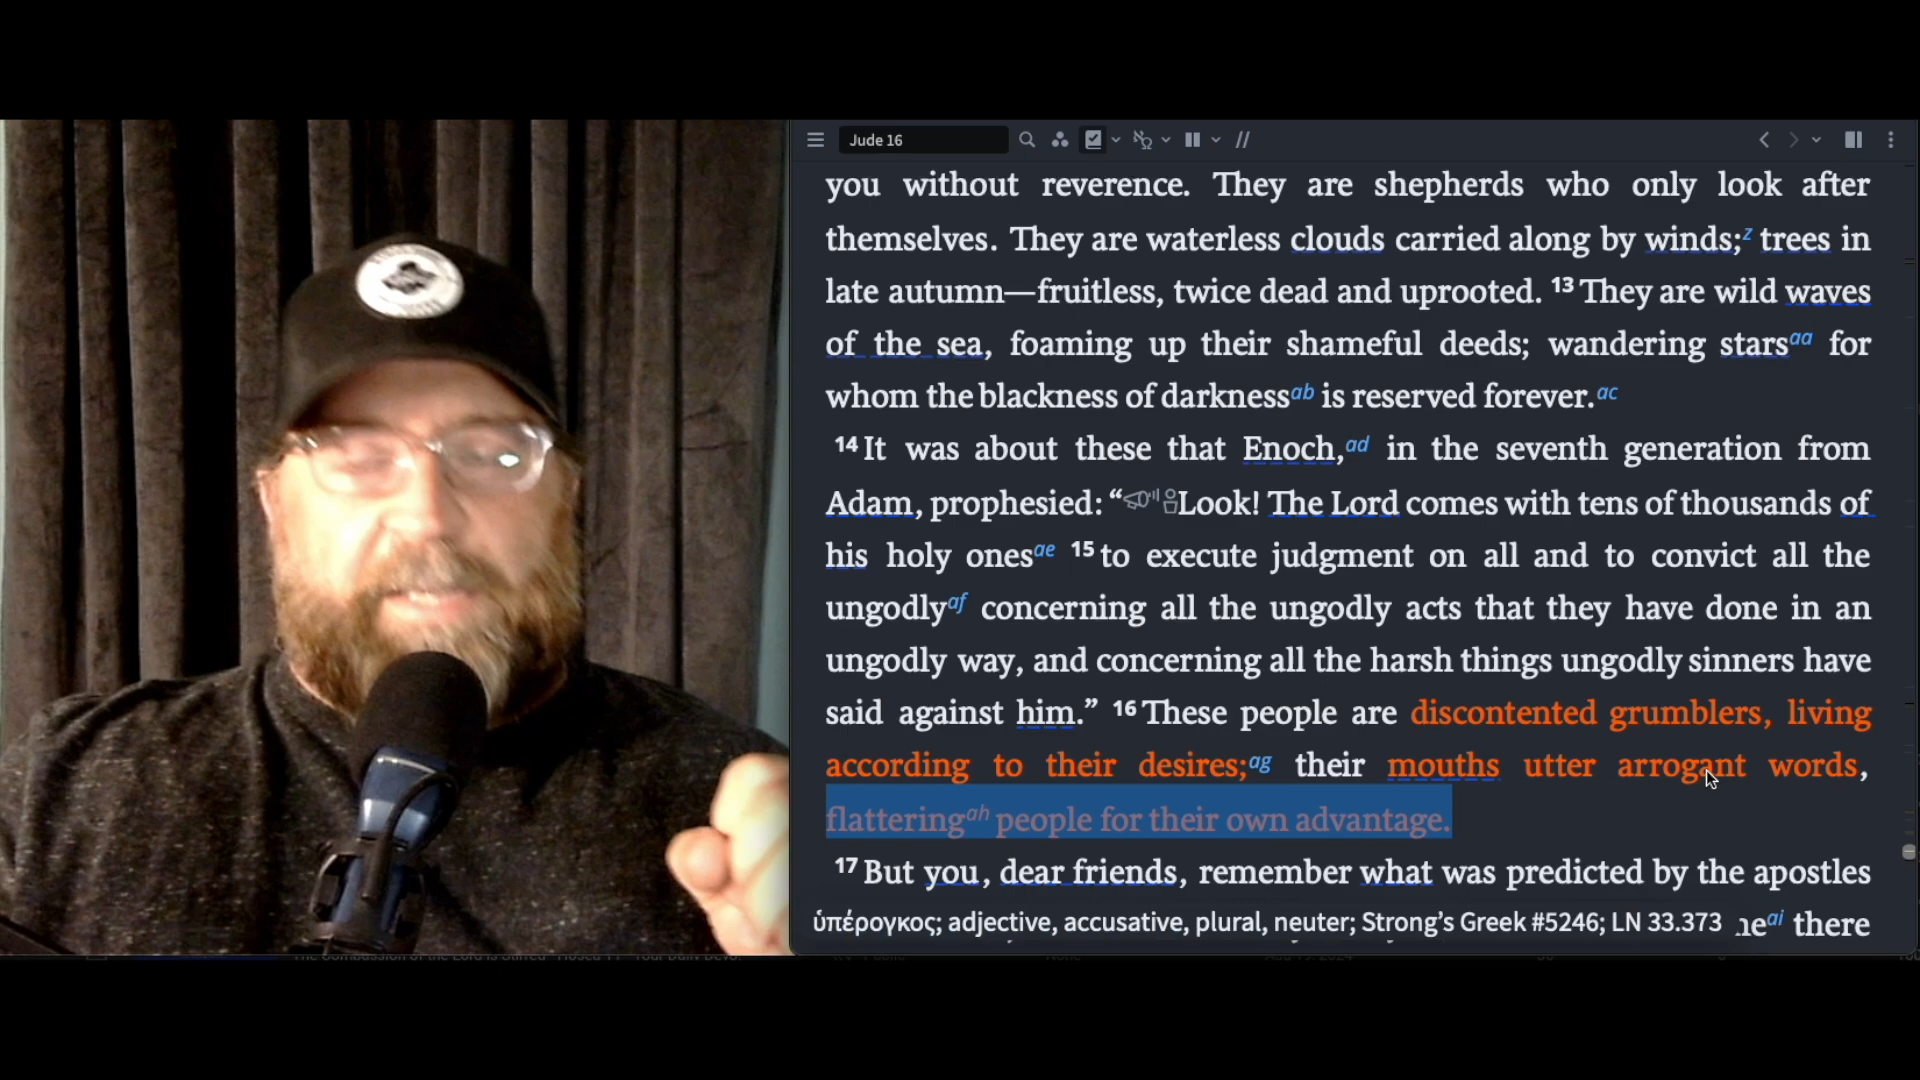 Jude 16
you without reverence. They are shepherds who only look after
themselves. They are waterless clouds carried along by winds;z trees in
late autumn—fruitless, twice dead and uprooted. 13 They are wild waves
of the sea, foaming up their shameful deeds; wandering starsaa for
whom the blackness of darknessab is reserved forever.ac
14 It was about these that Enoch,ad in the seventh generation from
Adam, prophesied: “Look! The Lord comes with tens of thousands of
his holy onesae 15 to execute judgment on all and to convict all the
ungodlyaf concerning all the ungodly acts that they have done in an
ungodly way, and concerning all the harsh things ungodly sinners have
said against him.” 16 These people are discontented grumblers, living
according to their desires;ag their mouths utter arrogant words,
flatteringah people for their own advantage.
17 But you, dear friends, remember what was predicted by the apostles
ὑπέρογκος; adjective, accusative, plural, neuter; Strong’s Greek #5246; LN 33.373 ai there